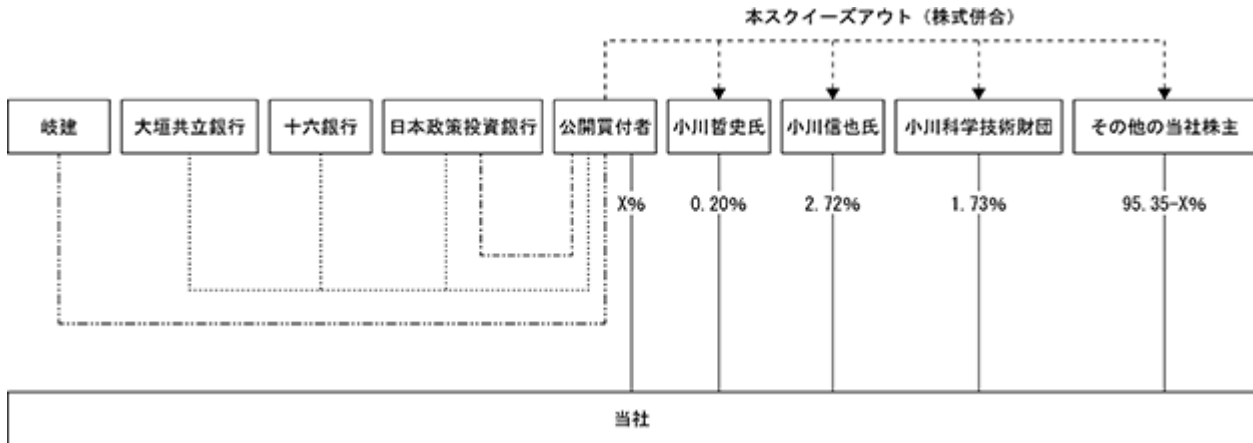 本スクイーズアウト（株式併合）
岐建
大垣共立銀行
十六銀行
日本政策投資銀行
公開買付者
小川哲史氏
小川信也氏
小川科学技術財団
その他の当社株主
X%
0.20%
2.72%
1.73%
95.35-X%
当社